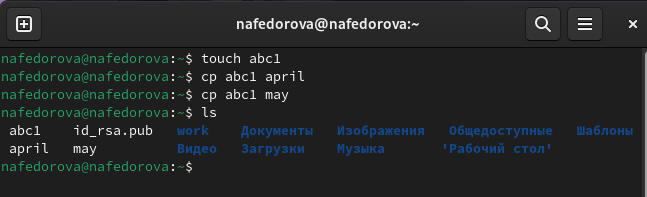 nafedorova@nafedorova:~
nafedorova@nafedorova:~$ touch abc1
nafedorova@nafedorova:~$ cp abc1 april
nafedorova@nafedorova:~$ cp abc1 may
nafedorova@nafedorova:~$ ls
abc1 id_rsa.pub work Документы Изображения Общедоступные Шаблоны
april may Видео Загрузки Музыка 'Рабочий стол'
nafedorova@nafedorova:~$